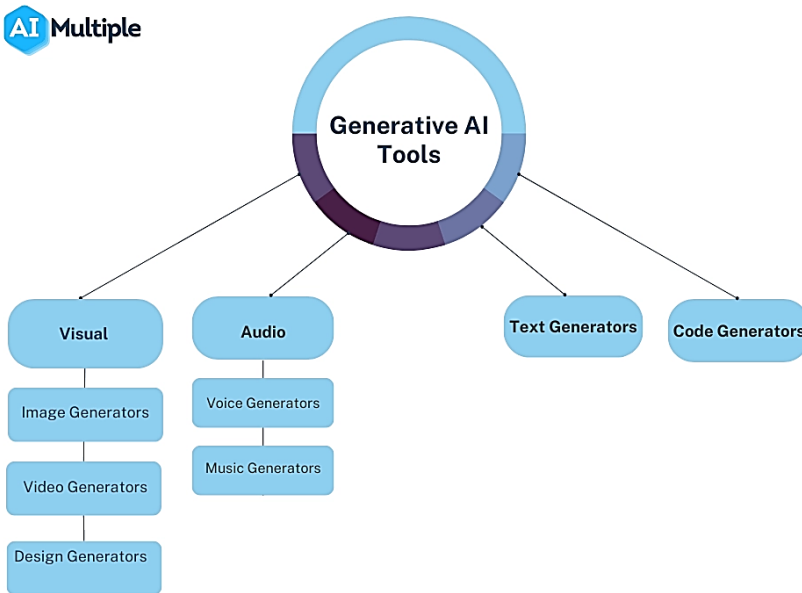 AI Multiple
Generative AI
Tools
Visual
Audio
Text Generators
Code Generators
Image Generators
Voice Generators
Video Generators
Music Generators
Design Generators